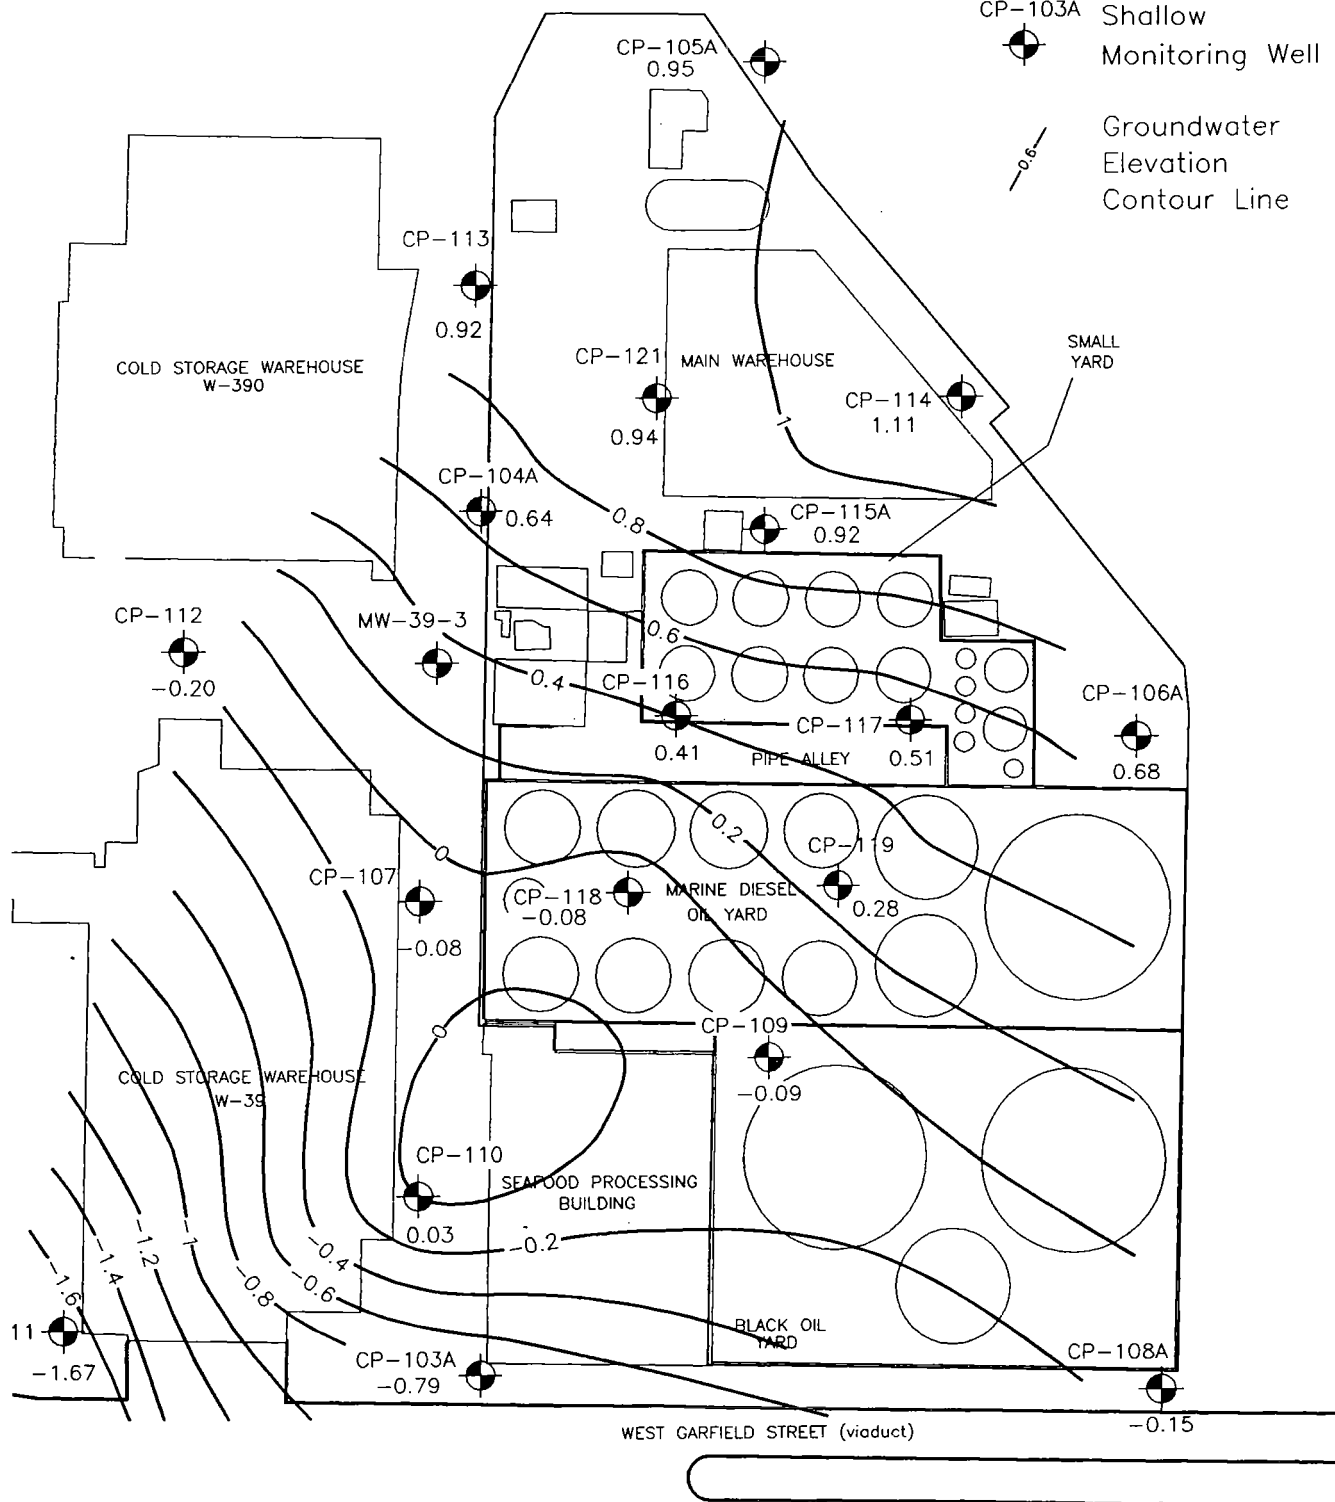 CP-103A Shallow
Monitoring Well
Groundwater
Elevation
Contour Line
-0.6-
CP-105A
0.95
CP-113
0.92
COLD STORAGE WAREHOUSE
W-390
CP-121
0.94
MAIN WAREHOUSE
SMALL
YARD
CP-114
1.11
1
CP-104A
0.64
0.8
CP-115A
0.92
CP-112
-0.20
MW-39-3
0.6
0.4
CP-116
0.41
CP-117
0.51
PIPE ALLEY
CP-106A
0.68
0.2
0
CP-107
-0.08
CP-118
-0.08
MARINE DIESEL
OIL YARD
CP-119
0.28
CP-109
-0.09
0
COLD STORAGE WAREHOUSE
W-39
CP-110
0.03
SEAFOOD PROCESSING
BUILDING
-0.2
-0.4
-0.6
-0.8
-1
-1.2
-1.4
-1.6
11
-1.67
CP-103A
-0.79
BLACK OIL
YARD
CP-108A
-0.15
WEST GARFIELD STREET (viaduct)